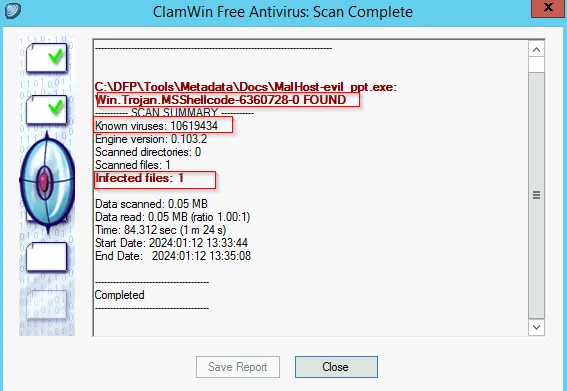 ClamWin Free Antivirus: Scan Complete
x
--------------------------------------------------------------------------------
C:\DFP\Tools\Metadata\Docs\MalHost-evil_ppt.exe:
Win.Trojan.MSShellcode-6360728-0 FOUND
----------- SCAN SUMMARY -----------
Known viruses: 10619434
Engine version: 0.103.2
Scanned directories: 0
Scanned files: 1
Infected files: 1
Data scanned: 0.05 MB
Data read: 0.05 MB (ratio 1.00:1)
Time: 84.312 sec (1 m 24 s)
Start Date: 2024:01:12 13:33:44
End Date:   2024:01:12 13:35:08
--------------------------------------
Completed
--------------------------------------
Save Report
Close